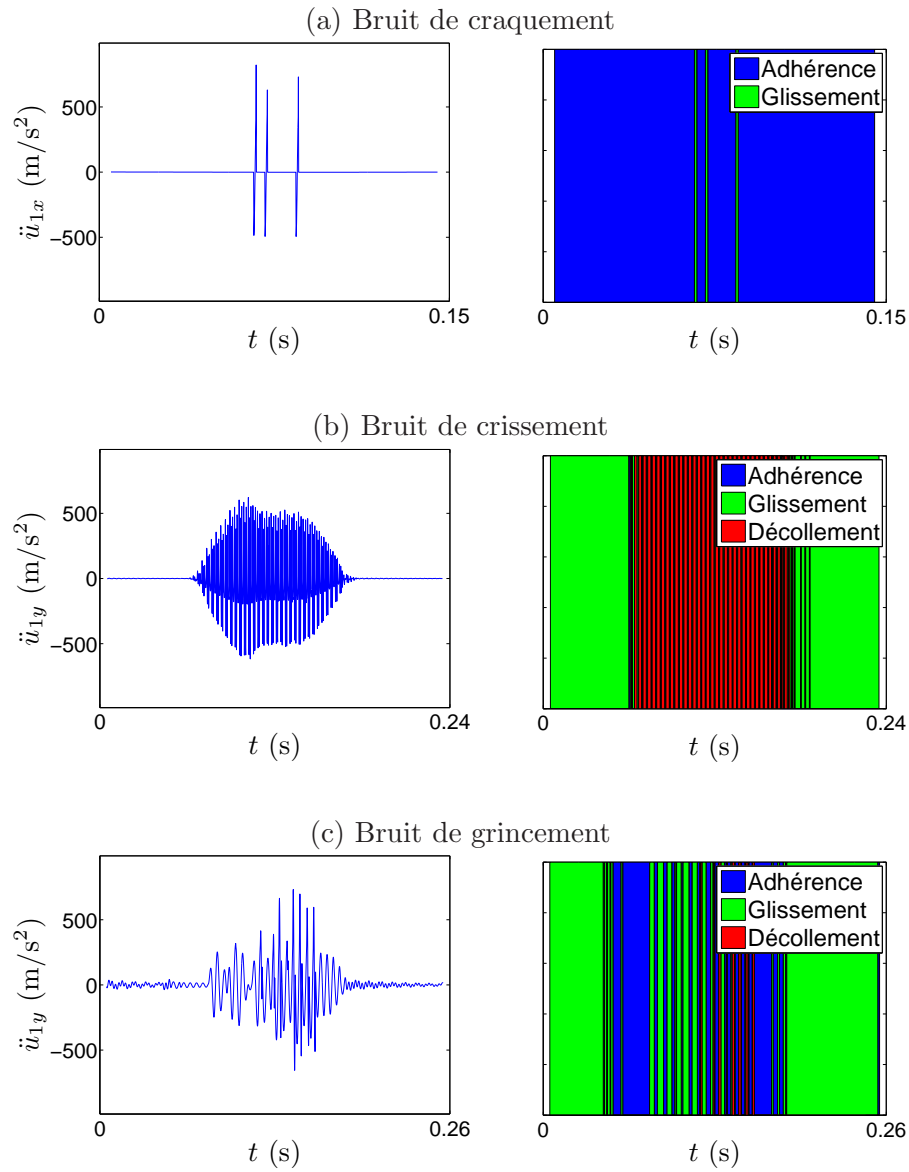 (a) Bruit de craquement
ü₁ₓ (m/s²)
500
0
−500
0
0.15
t (s)
Adhérence
Glissement
0
0.15
t (s)
(b) Bruit de crissement
ü₁y (m/s²)
500
0
−500
0
0.24
t (s)
Adhérence
Glissement
Décollement
0
0.24
t (s)
(c) Bruit de grincement
ü₁y (m/s²)
500
0
−500
0
0.26
t (s)
Adhérence
Glissement
Décollement
0
0.26
t (s)